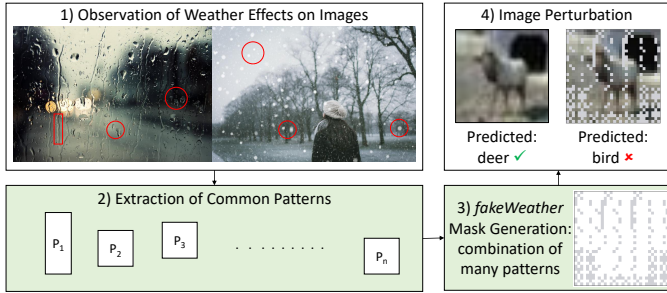 1) Observation of Weather Effects on Images
4) Image Perturbation
Predicted:
deer ✓
Predicted:
bird ✘
2) Extraction of Common Patterns
P1
P2
P3
. . . . . . . . .
Pn
3) fakeWeather
Mask Generation:
combination of
many patterns